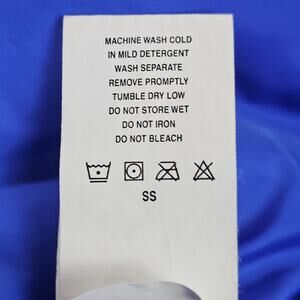 MACHINE WASH COLD
IN MILD DETERGENT
WASH SEPARATE
REMOVE PROMPTLY
TUMBLE DRY LOW
DO NOT STORE WET
DO NOT IRON
DO NOT BLEACH
SS